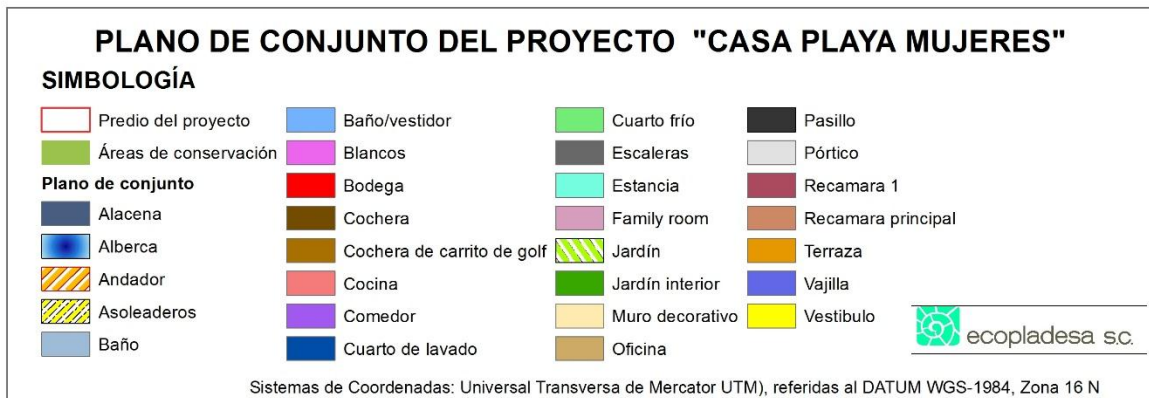 PLANO DE CONJUNTO DEL PROYECTO "CASA PLAYA MUJERES"
SIMBOLOGÍA
Predio del proyecto
Áreas de conservación
Plano de conjunto
Alacena
Alberca
Andador
Asoleaderos
Baño
Baño/vestidor
Blancos
Bodega
Cochera
Cochera de carrito de golf
Cocina
Comedor
Cuarto de lavado
Cuarto frío
Escaleras
Estancia
Family room
Jardín
Jardín interior
Muro decorativo
Oficina
Pasillo
Pórtico
Recamara 1
Recamara principal
Terraza
Vajilla
Vestibulo
ecopladesa s.c.
Sistemas de Coordenadas: Universal Transversa de Mercator UTM), referidas al DATUM WGS-1984, Zona 16 N